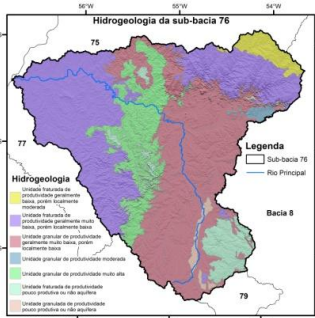 Hidrogeologia da sub-bacia 76
56°W
55°W
54°W
75
77
Legenda
Sub-bacia 76
Rio Principal
Bacia 8
79
Hidrogeologia
Unidade fraturada de
produtividade geralmente
baixa, porém localmente
moderada
Unidade fraturada de
produtividade geralmente muito
baixa, porém localmente baixa
Unidade granular de produtividade
geralmente muito baixa, porém
localmente baixa
Unidade granular de produtividade moderada
Unidade granular de produtividade muito alta
Unidade fraturada de produtividade
pouco produtiva ou não aquífera
Unidade granulada de produtividade
pouco produtiva ou não aquífera